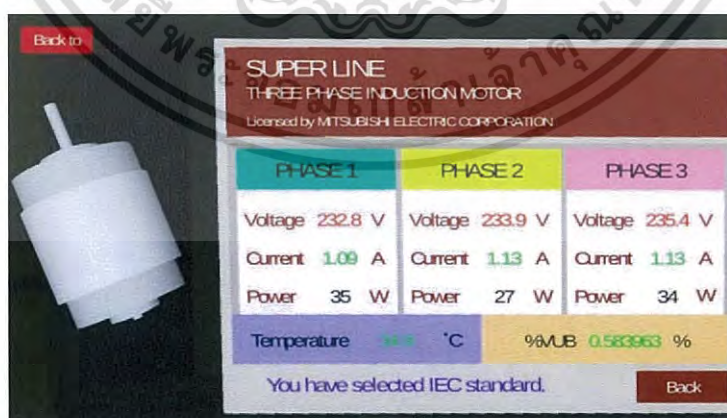 Back to
SUPER LINE
THREE PHASE INDUCTION MOTOR
Licensed by MITSUBISHI ELECTRIC CORPORATION
PHASE 1 PHASE 2 PHASE 3
Voltage 232.8 V Voltage 233.9 V Voltage 235.4 V
Current 1.09 A Current 1.13 A Current 1.13 A
Power 35 W Power 27 W Power 34 W
Temperature °C %VUB 0.583963 %
You have selected IEC standard.
Back